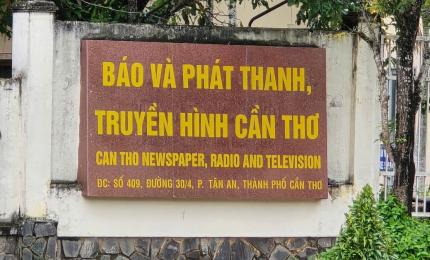 BÁO VÀ PHÁT THANH,
TRUYỀN HÌNH CẦN THƠ
CAN THO NEWSPAPER, RADIO AND TELEVISION
ĐC: SỐ 409, ĐƯỜNG 30/4, P. TÂN AN, THÀNH PHỐ CẦN THƠ